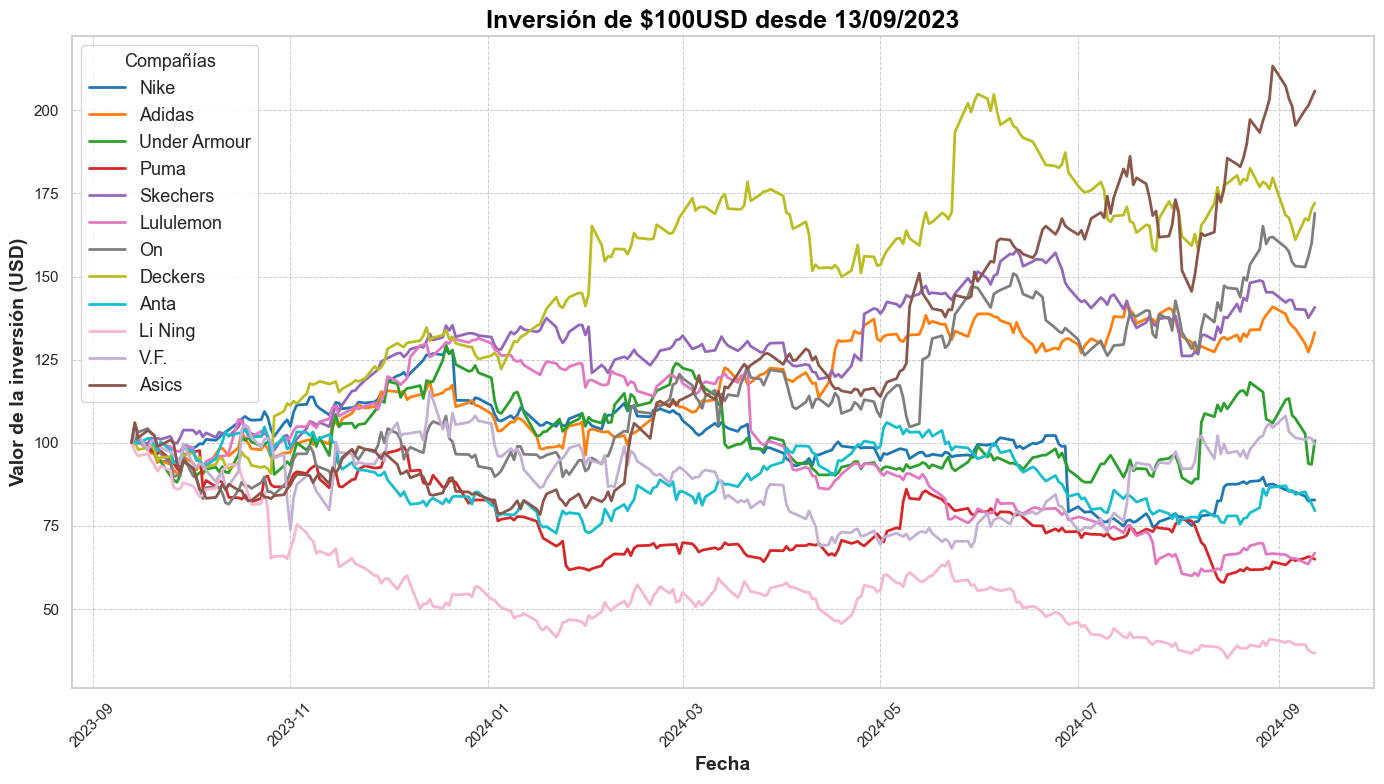 Inversión de $100USD desde 13/09/2023
Compañías
Nike
Adidas
Under Armour
Puma
Skechers
Lululemon
On
Deckers
Anta
Li Ning
V.F.
Asics
Valor de la inversión (USD)
200
175
150
125
100
75
50
2023-09
2023-11
2024-01
2024-03
2024-05
2024-07
2024-09
Fecha